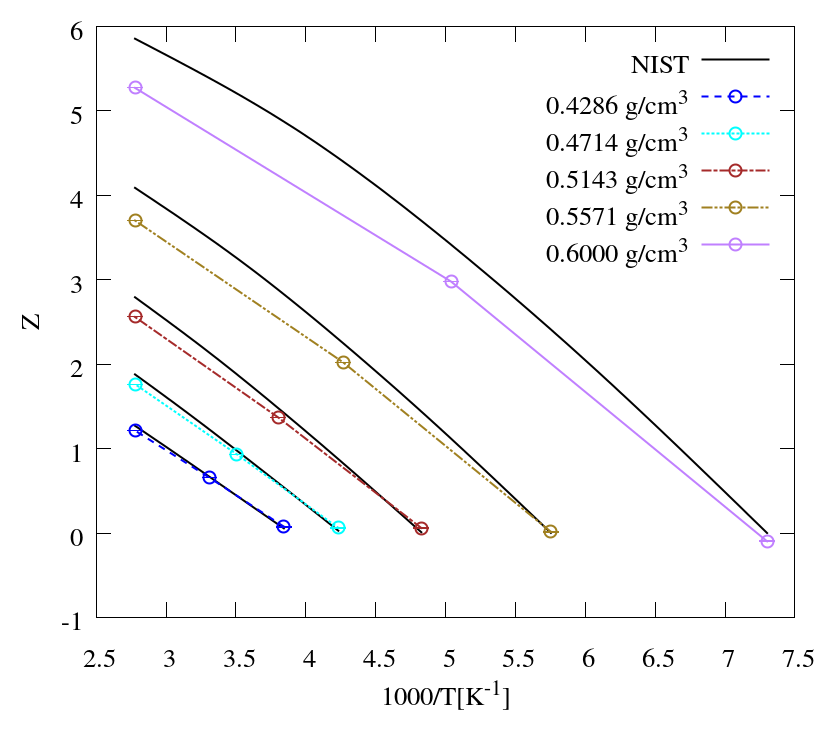 6
5
4
3
2
1
0
-1
Z
NIST
0.4286 g/cm³
0.4714 g/cm³
0.5143 g/cm³
0.5571 g/cm³
0.6000 g/cm³
2.5 3 3.5 4 4.5 5 5.5 6 6.5 7 7.5
1000/T[K⁻¹]